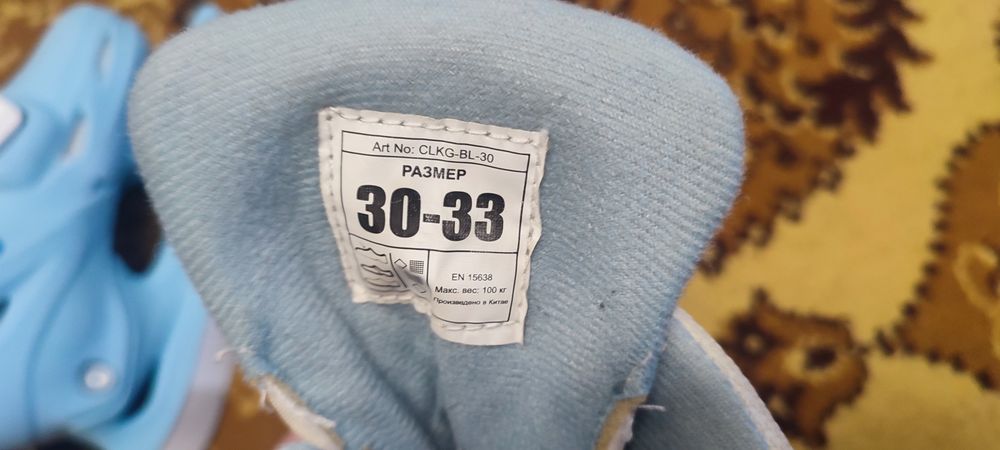 Art No: CLKG-BL-30
РАЗМЕР
30-33
EN 15638
Макс. вес: 100 кг
Произведено в Китае